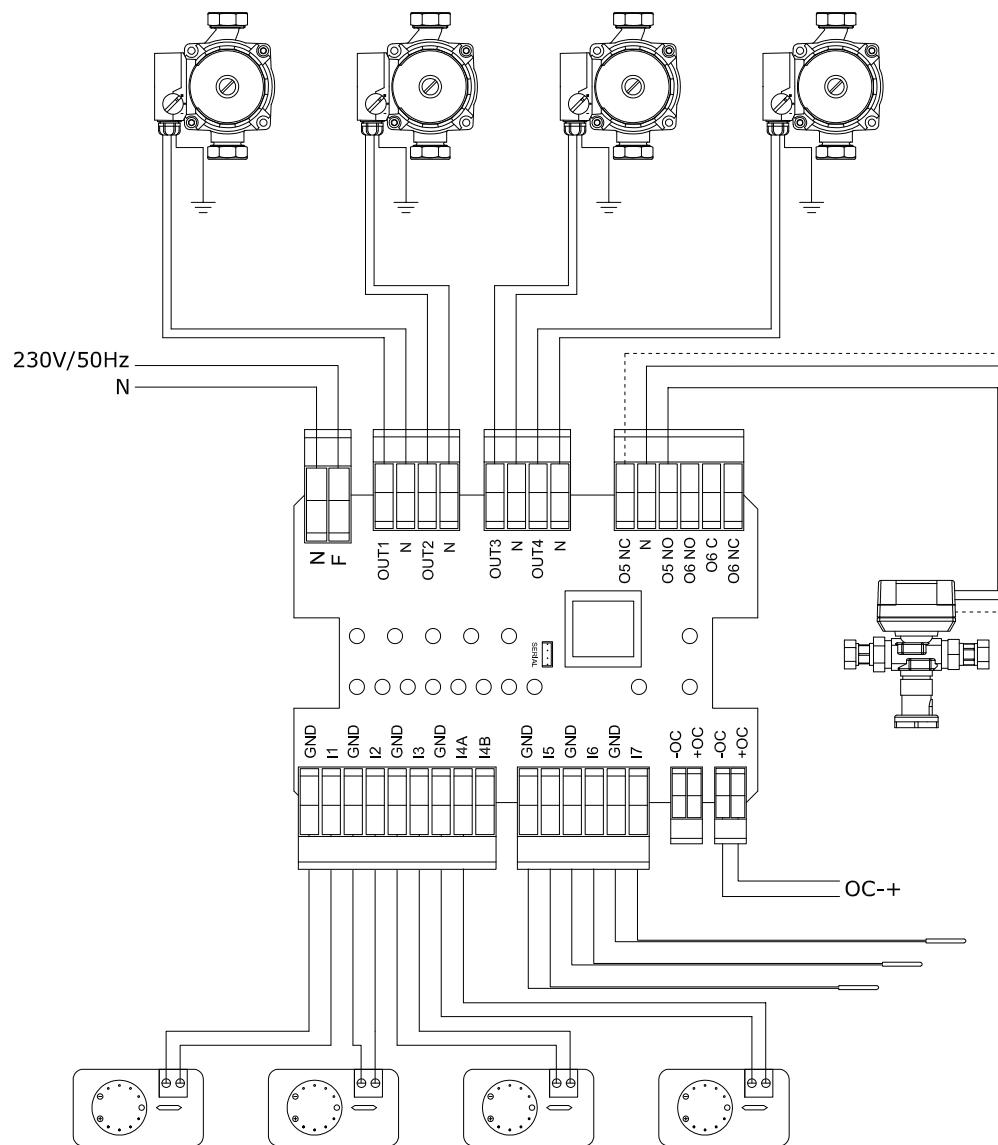 230V/50Hz
N
N
F
OUT1
N
OUT2
N
OUT3
N
OUT4
N
O5 NC
N
O5 NO
O6 NO
O6 C
O6 NC
SERIAL
GND
I1
GND
I2
GND
I3
GND
I4A
I4B
GND
I5
GND
I6
GND
I7
-OC
+OC
-OC
+OC
OC-+